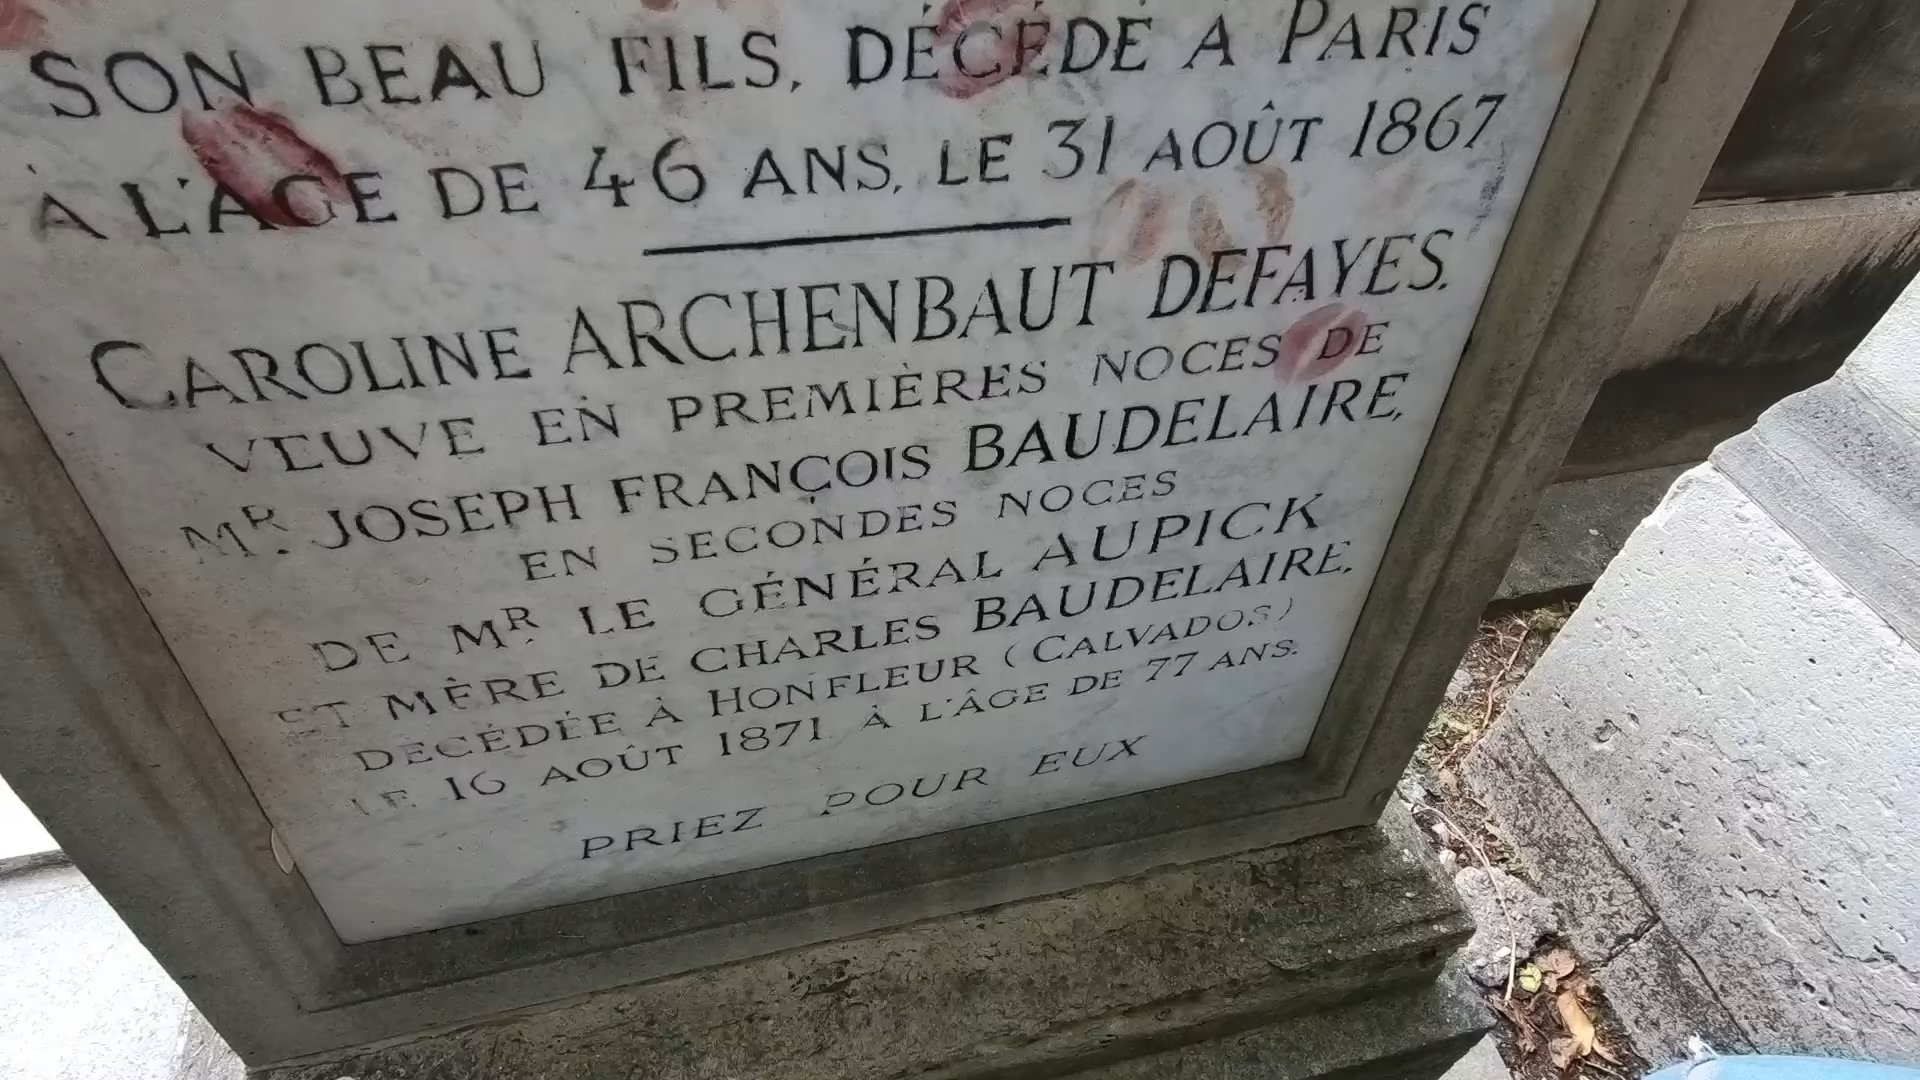 SON BEAU FILS, DÉCÉDÉ À PARIS
À L'ÂGE DE 46 ANS, LE 31 AOÛT 1867
CAROLINE ARCHENBAUT DEFAYES,
VEUVE EN PREMIÈRES NOCES DE
MR. JOSEPH FRANÇOIS BAUDELAIRE,
EN SECONDES NOCES
DE MR. LE GÉNÉRAL AUPICK
ET MÈRE DE CHARLES BAUDELAIRE,
DÉCÉDÉE À HONFLEUR (CALVADOS)
LE 16 AOÛT 1871 À L'ÂGE DE 77 ANS.
PRIEZ POUR EUX